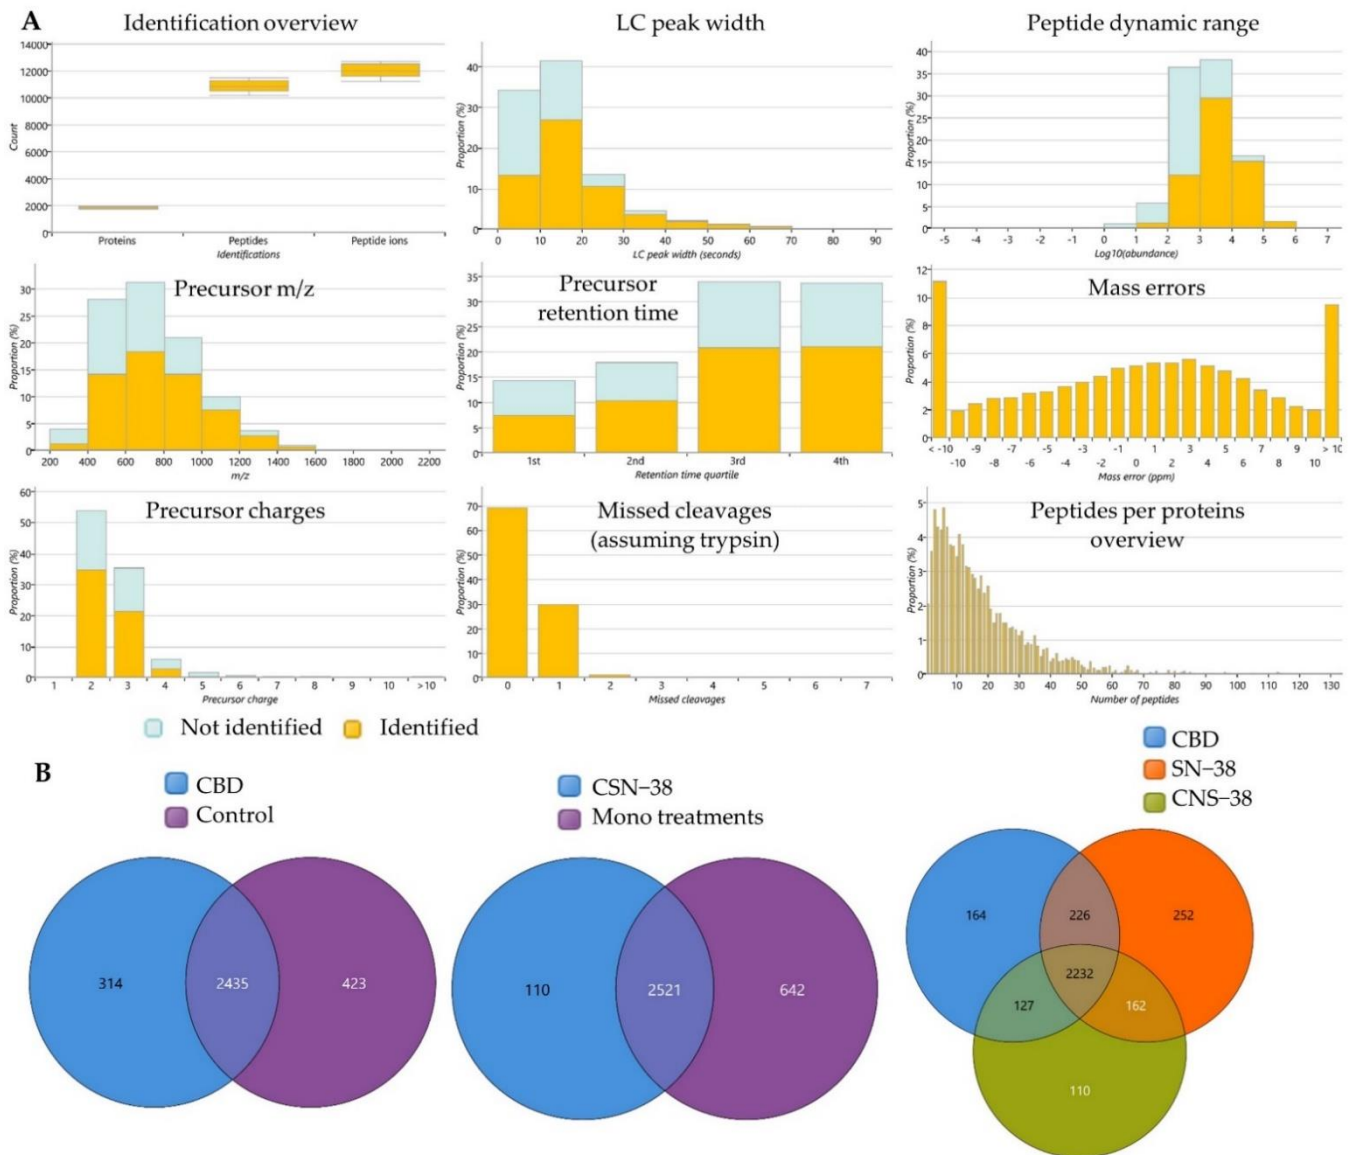 A
Identification overview
14000
12000
10000
8000
6000
4000
2000
0
Count
Proteins Peptides Peptide ions
Identifications
LC peak width
40
30
20
10
0
Proportion (%)
0 10 20 30 40 50 60 70 80 90
LC peak width (seconds)
Peptide dynamic range
40
35
30
25
20
15
10
5
0
Proportion (%)
-5 -4 -3 -2 -1 0 1 2 3 4 5 6 7
Log10(abundance)
Precursor m/z
30
25
20
15
10
5
0
Proportion (%)
200 400 600 800 1000 1200 1400 1600 1800 2000 2200
m/z
Precursor
retention time
35
30
25
20
15
10
5
0
Proportion (%)
1st 2nd 3rd 4th
Retention time quartile
Mass errors
12
10
8
6
4
2
0
Proportion (%)
< -10 -9 -7 -5 -3 -1 1 3 5 7 9 > 10
-10 -8 -6 -4 -2 0 2 4 6 8 10
Mass error (ppm)
Precursor charges
60
50
40
30
20
10
0
Proportion (%)
1 2 3 4 5 6 7 8 9 10 >10
Precursor charge
Missed cleavages
(assuming trypsin)
70
60
50
40
30
20
10
0
Proportion (%)
0 1 2 3 4 5 6 7
Missed cleavages
Peptides per proteins
overview
5
4
3
2
1
0
Proportion (%)
10 20 30 40 50 60 70 80 90 100 110 120 130
Number of peptides
Not identified Identified
B
CBD
Control
314 2435 423
CSN−38
Mono treatments
110 2521 642
CBD
SN−38
CNS−38
164 226 252
2232
127 162
110